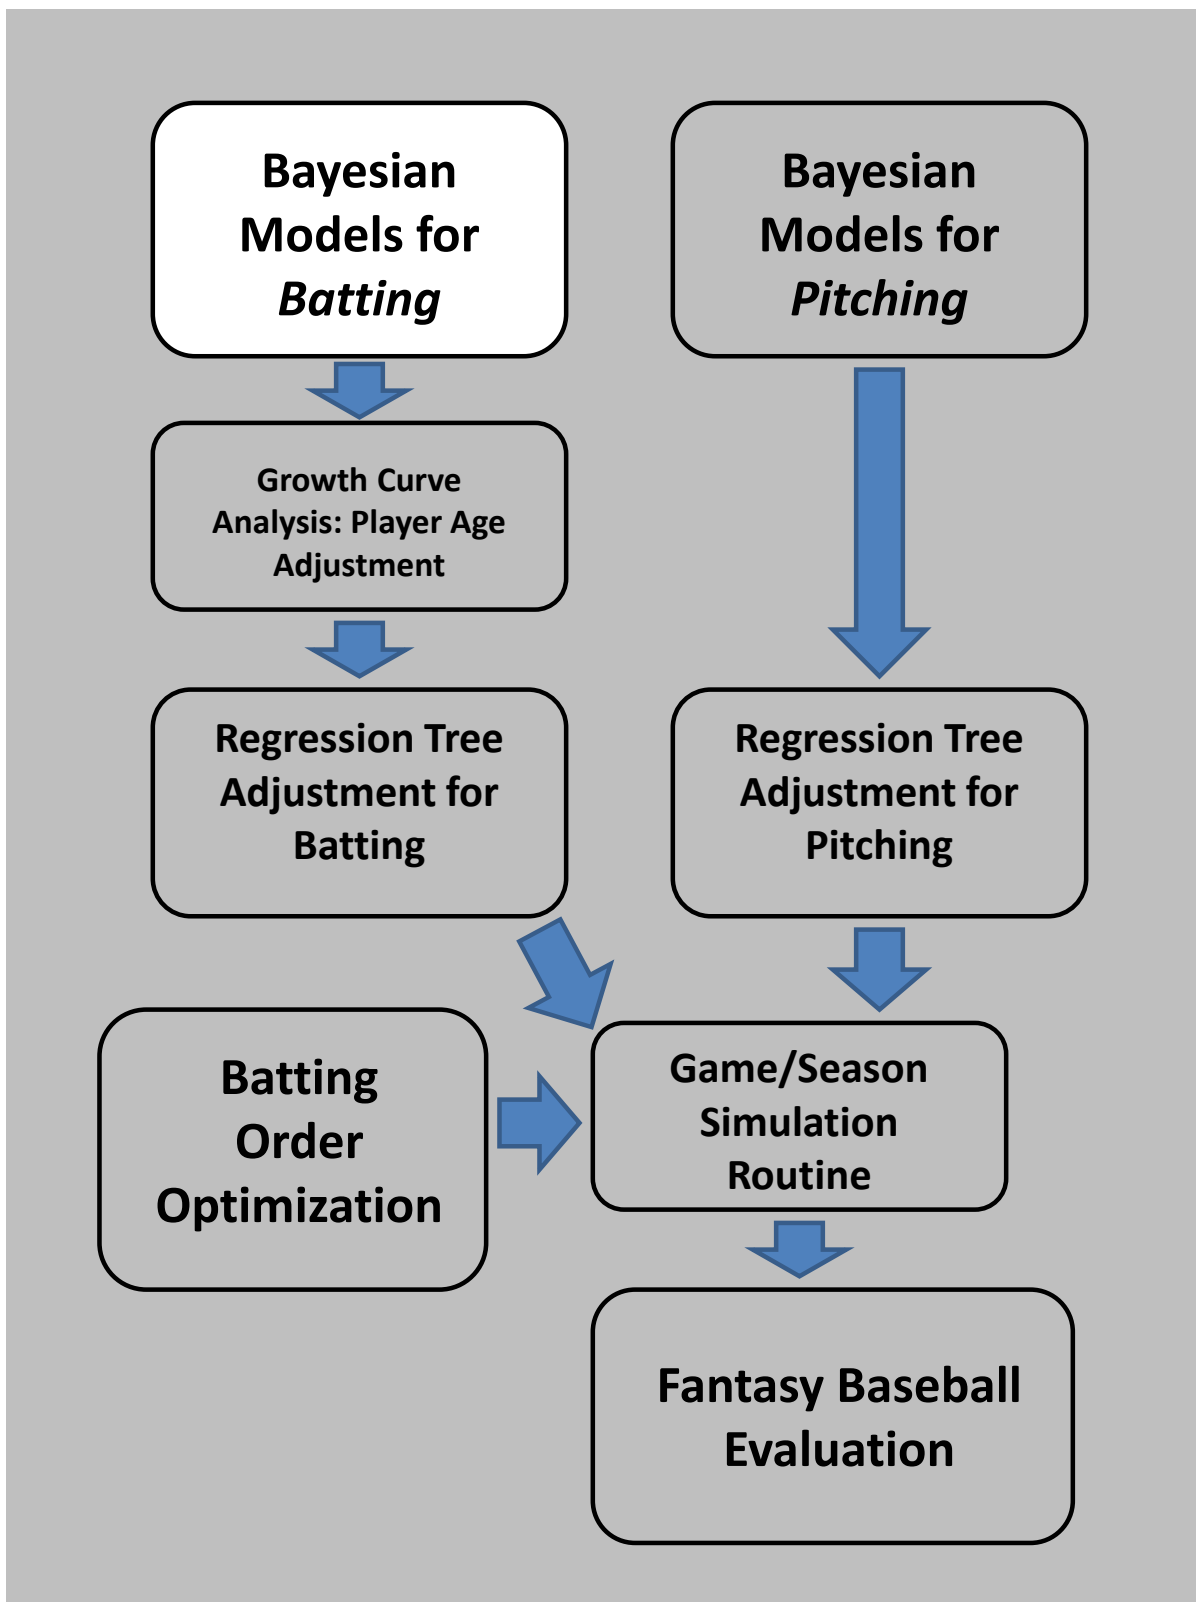 Bayesian
Models for
Batting
Bayesian
Models for
Pitching
Growth Curve
Analysis: Player Age
Adjustment
Regression Tree
Adjustment for
Batting
Regression Tree
Adjustment for
Pitching
Batting
Order
Optimization
Game/Season
Simulation
Routine
Fantasy Baseball
Evaluation